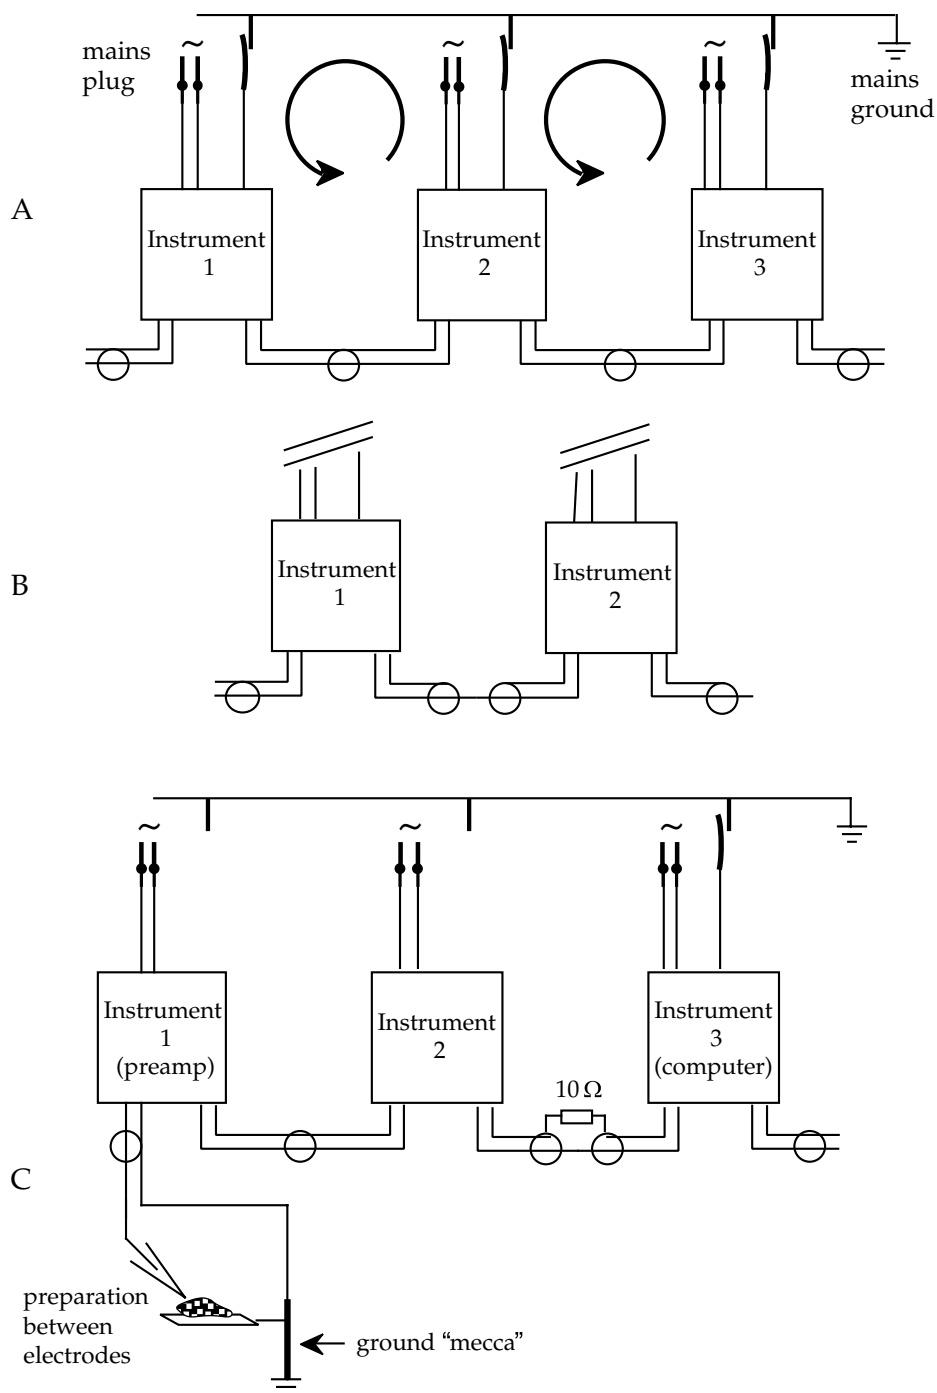 mains
plug
~
~
~
mains
ground
A
Instrument
1
Instrument
2
Instrument
3
B
Instrument
1
Instrument
2
~
~
~
Instrument
1
(preamp)
Instrument
2
Instrument
3
(computer)
10 Ω
C
preparation
between
electrodes
ground “mecca”